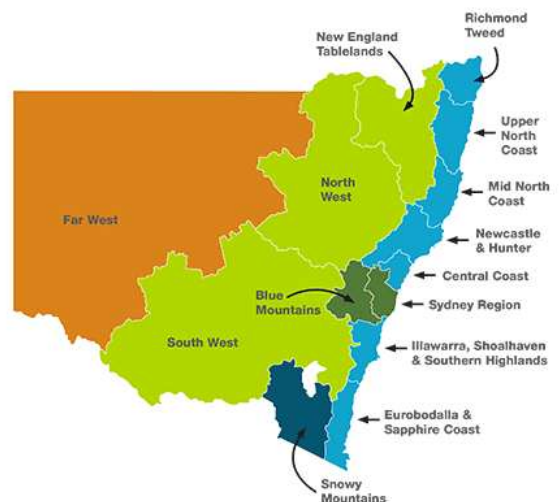 Richmond
Tweed
New England
Tablelands
Upper
North
Coast
North
West
Mid North
Coast
Far West
Newcastle
& Hunter
Central Coast
Blue
Mountains
Sydney Region
South West
Illawarra, Shoalhaven
& Southern Highlands
Eurobodalla &
Sapphire Coast
Snowy
Mountains